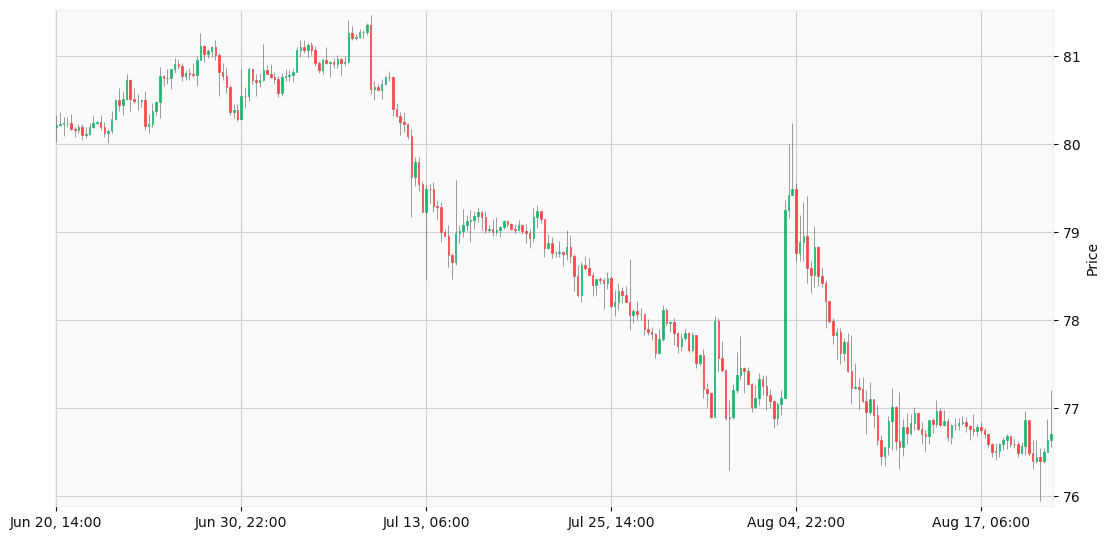 81
80
79
78
77
76
Price
Jun 20, 14:00
Jun 30, 22:00
Jul 13, 06:00
Jul 25, 14:00
Aug 04, 22:00
Aug 17, 06:00